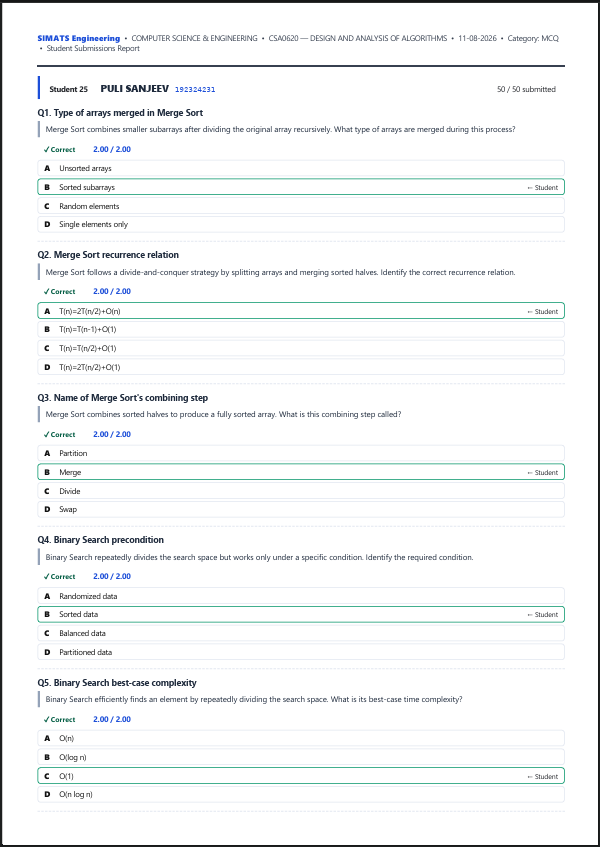 SIMATS Engineering • COMPUTER SCIENCE & ENGINEERING • CSA0620 — DESIGN AND ANALYSIS OF ALGORITHMS • 11-08-2026 • Category: MCQ
• Student Submissions Report
Student 25 PULI SANJEEV 192324231 50 / 50 submitted
Q1. Type of arrays merged in Merge Sort
Merge Sort combines smaller subarrays after dividing the original array recursively. What type of arrays are merged during this process?
✓ Correct 2.00 / 2.00
A Unsorted arrays
B Sorted subarrays ← Student
C Random elements
D Single elements only
Q2. Merge Sort recurrence relation
Merge Sort follows a divide-and-conquer strategy by splitting arrays and merging sorted halves. Identify the correct recurrence relation.
✓ Correct 2.00 / 2.00
A T(n)=2T(n/2)+O(n) ← Student
B T(n)=T(n-1)+O(1)
C T(n)=T(n/2)+O(1)
D T(n)=2T(n/2)+O(1)
Q3. Name of Merge Sort's combining step
Merge Sort combines sorted halves to produce a fully sorted array. What is this combining step called?
✓ Correct 2.00 / 2.00
A Partition
B Merge ← Student
C Divide
D Swap
Q4. Binary Search precondition
Binary Search repeatedly divides the search space but works only under a specific condition. Identify the required condition.
✓ Correct 2.00 / 2.00
A Randomized data
B Sorted data ← Student
C Balanced data
D Partitioned data
Q5. Binary Search best-case complexity
Binary Search efficiently finds an element by repeatedly dividing the search space. What is its best-case time complexity?
✓ Correct 2.00 / 2.00
A O(n)
B O(log n)
C O(1) ← Student
D O(n log n)